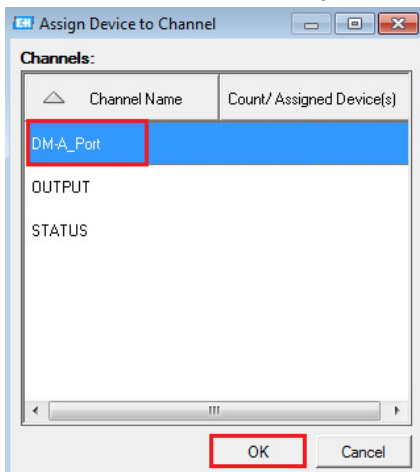 Assign Device to Channel
Channels:
Channel Name Count/ Assigned Device(s)
DM-A_Port
OUTPUT
STATUS
OK Cancel